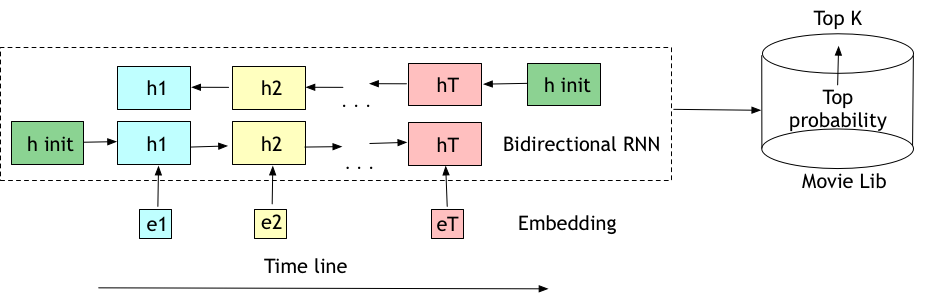 Top K
h1
h2
. . .
hT
h init
Top
probability
h init
h1
h2
. . .
hT
Bidirectional RNN
Movie Lib
e1
e2
eT
Embedding
Time line